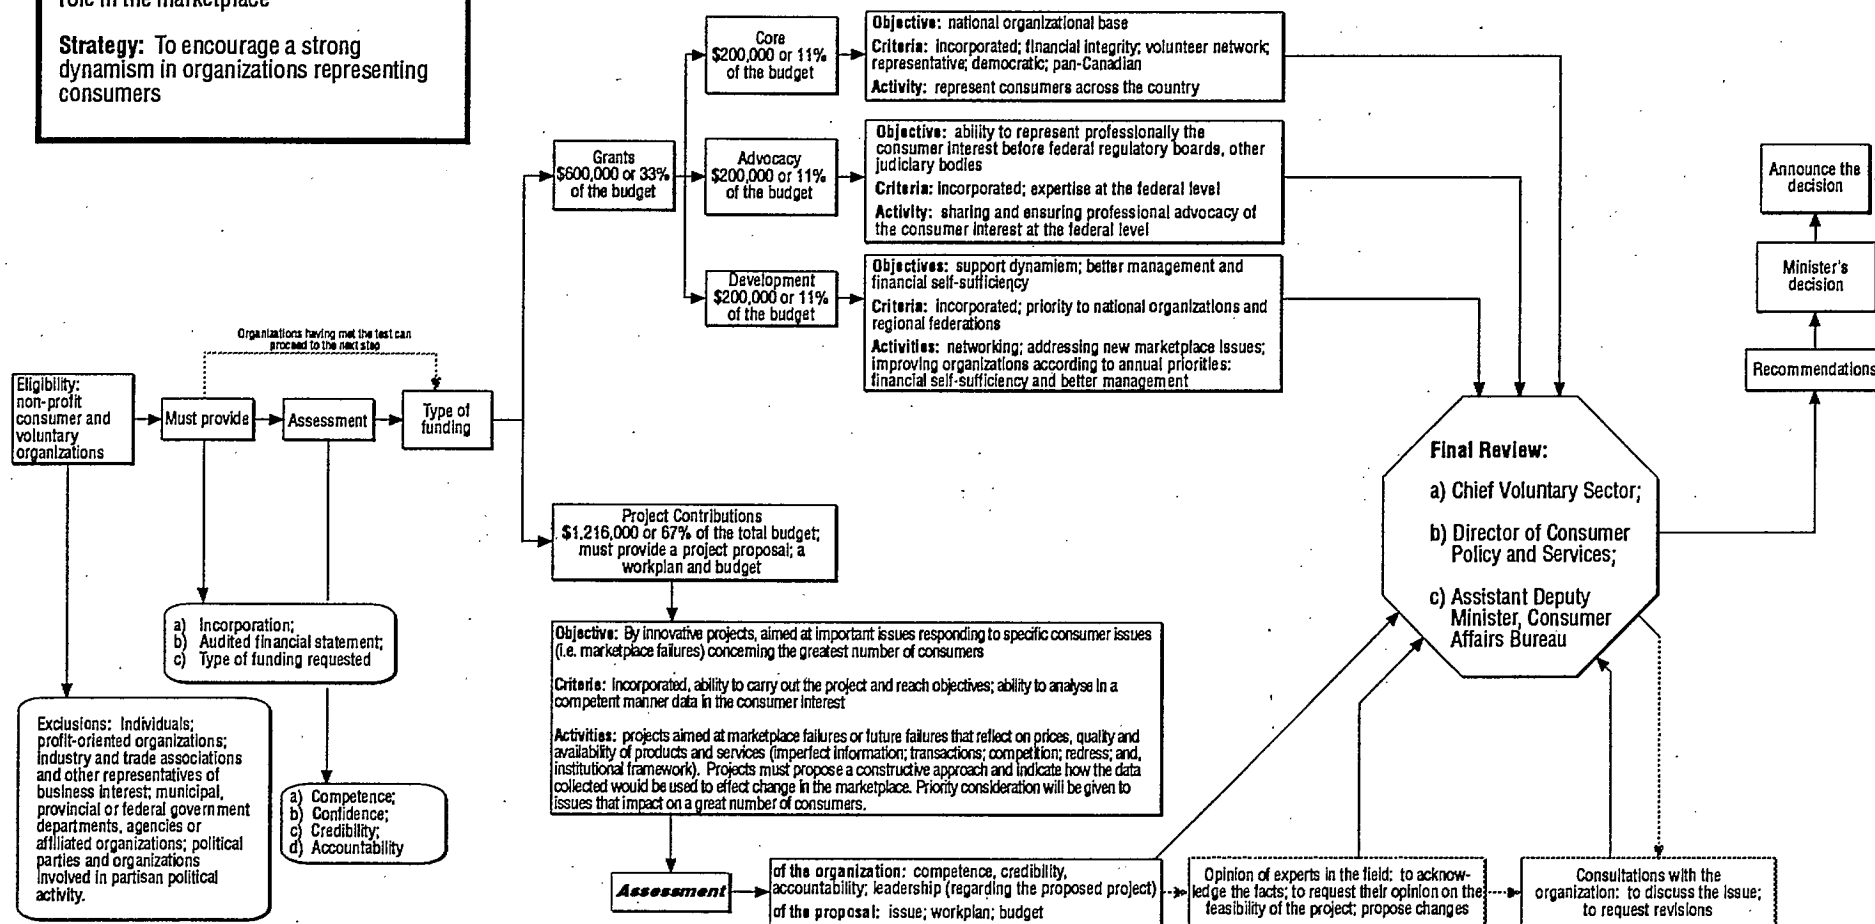 role in the marketplace
Strategy: To encourage a strong
dynamism in organizations representing
consumers
Core
$200,000 or 11%
of the budget
Objective: national organizational base
Criteria: incorporated; financial integrity; volunteer network;
representative; democratic; pan-Canadian
Activity: represent consumers across the country
Grants
$600,000 or 33%
of the budget
Advocacy
$200,000 or 11%
of the budget
Objective: ability to represent professionally the
consumer interest before federal regulatory boards, other
judiciary bodies
Criteria: incorporated; expertise at the federal level
Activity: sharing and ensuring professional advocacy of
the consumer interest at the federal level
Development
$200,000 or 11%
of the budget
Objectives: support dynamism; better management and
financial self-sufficiency
Criteria: incorporated; priority to national organizations and
regional federations
Activities: networking; addressing new marketplace issues;
improving organizations according to annual priorities:
financial self-sufficiency and better management
Announce the
decision
Minister's
decision
Recommendations
Organizations having met the test can
proceed to the next step
Eligibility:
non-profit
consumer and
voluntary
organizations
Must provide
Assessment
Type of
funding
Project Contributions
$1,216,000 or 67% of the total budget;
must provide a project proposal; a
workplan and budget
Final Review:
a) Chief Voluntary Sector;
b) Director of Consumer
Policy and Services;
c) Assistant Deputy
Minister, Consumer
Affairs Bureau
a) Incorporation;
b) Audited financial statement;
c) Type of funding requested
Objective: By innovative projects, aimed at important issues responding to specific consumer issues
(i.e. marketplace failures) concerning the greatest number of consumers
Criteria: incorporated, ability to carry out the project and reach objectives; ability to analyse in a
competent manner data in the consumer interest
Activities: projects aimed at marketplace failures or future failures that reflect on prices, quality and
availability of products and services (imperfect information; transactions; competition; redress; and,
institutional framework). Projects must propose a constructive approach and indicate how the data
collected would be used to effect change in the marketplace. Priority consideration will be given to
issues that impact on a great number of consumers.
Exclusions: Individuals;
profit-oriented organizations;
industry and trade associations
and other representatives of
business interest; municipal,
provincial or federal government
departments, agencies or
affiliated organizations; political
parties and organizations
involved in partisan political
activity.
a) Competence;
b) Confidence;
c) Credibility;
d) Accountability
Assessment
of the organization: competence, credibility,
accountability; leadership (regarding the proposed project)
of the proposal: issue; workplan; budget
Opinion of experts in the field: to acknow-
ledge the facts; to request their opinion on the
feasibility of the project; propose changes
Consultations with the
organization: to discuss the issue;
to request revisions